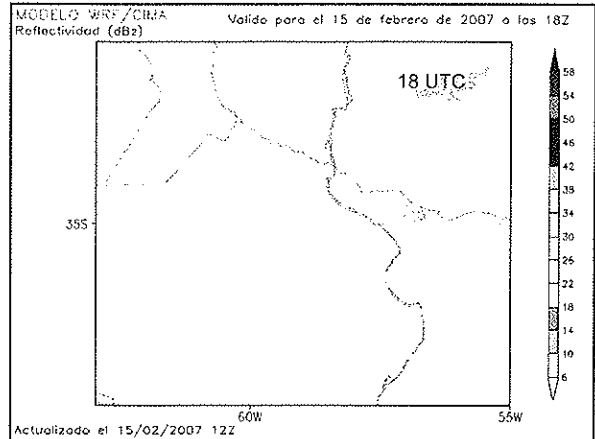 MODELO WRF/CIMA
Valido para el 15 de febrero de 2007 a las 18Z
Reflectividad (dBz)
18 UTC
58
54
50
46
42
38
34
30
26
22
18
14
10
6
35S
60W
55W
Actualizado el 15/02/2007 12Z